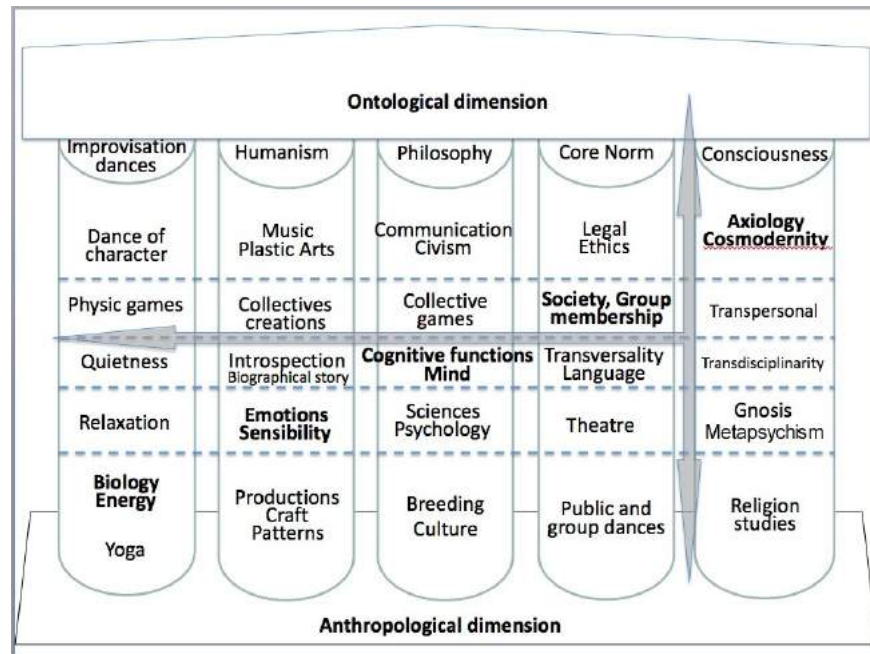 Ontological dimension
Improvisation
dances
Humanism
Philosophy
Core Norm
Consciousness
Dance of
character
Music
Plastic Arts
Communication
Civism
Legal
Ethics
Axiology
Cosmodernity
Physic games
Collectives
creations
Collective
games
Society, Group
membership
Transpersonal
Quietness
Introspection
Biographical story
Cognitive functions
Mind
Transversality
Language
Transdisciplinarity
Relaxation
Emotions
Sensibility
Sciences
Psychology
Theatre
Gnosis
Metapsychism
Biology
Energy
Yoga
Productions
Craft
Patterns
Breeding
Culture
Public and
group dances
Religion
studies
Anthropological dimension